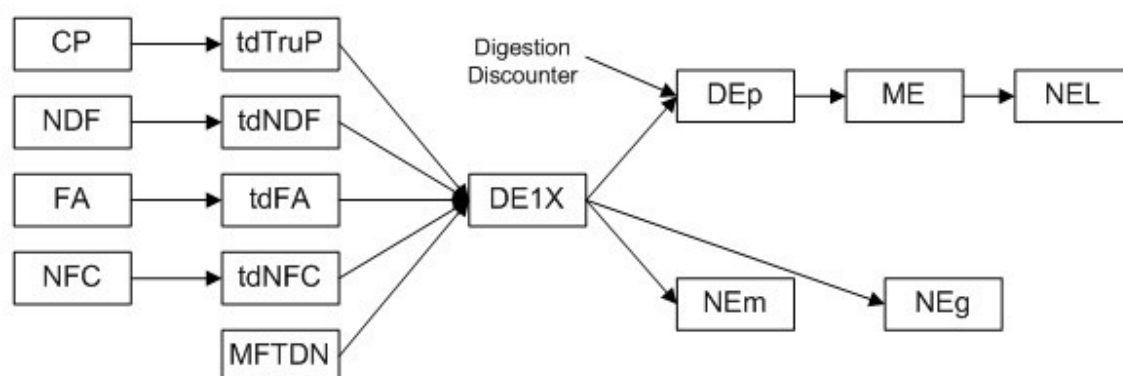 CP
tdTruP
NDF
tdNDF
FA
tdFA
NFC
tdNFC
MFTDN
DE1X
Digestion
Discounter
DEp
ME
NEL
NEm
NEg